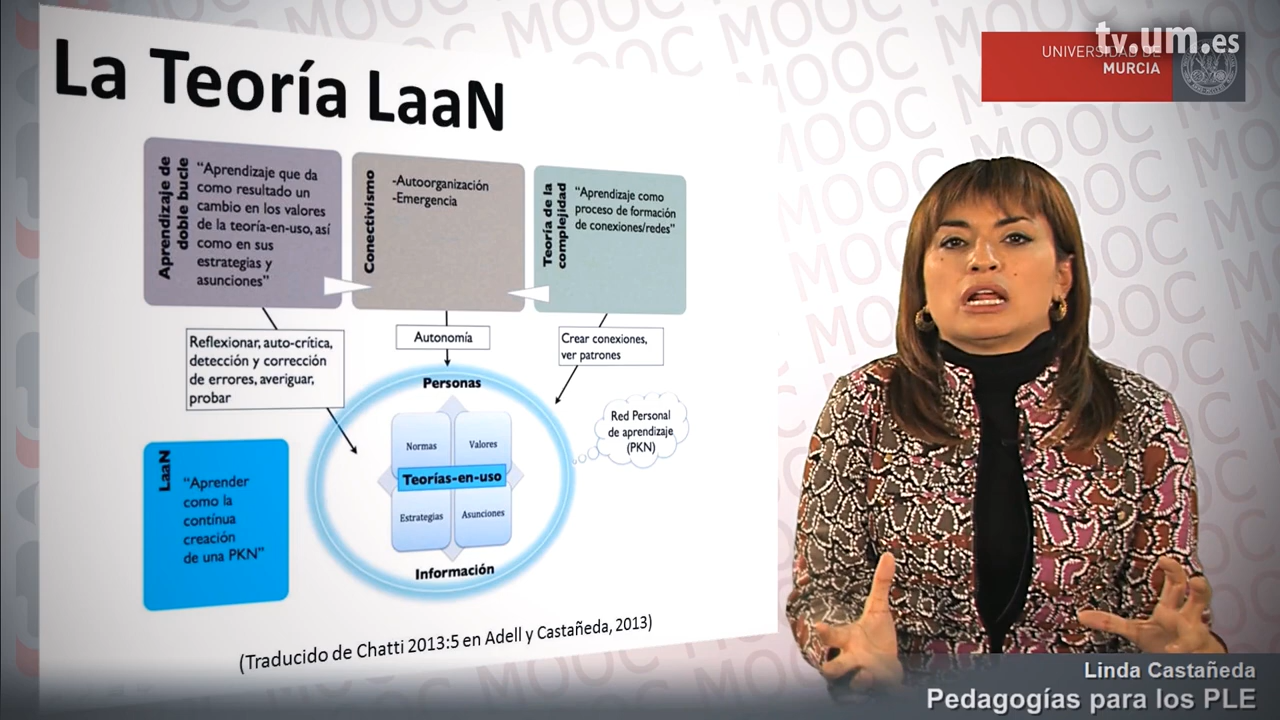 La Teoría LaaN
Aprendizaje de
doble bucle
“Aprendizaje que da
como resultado un
cambio en los valores
de la teoría-en-uso, así
como en sus
estrategias y
asunciones”
Conectivismo
-Autoorganización
-Emergencia
Teoría de la
complejidad
“Aprendizaje como
proceso de formación
de conexiones/redes”
Reflexionar, auto-crítica,
detección y corrección
de errores, averiguar,
probar
Autonomía
Crear conexiones,
ver patrones
Personas
Normas
Valores
Teorías-en-uso
Estrategias
Asunciones
Información
Red Personal
de aprendizaje
(PKN)
LaaN
“Aprender
como la
contínua
creación
de una PKN”
(Traducido de Chatti 2013:5 en Adell y Castañeda, 2013)
tv.um.es
UNIVERSIDAD DE
MURCIA
MOOC MOOC MOOC
Linda Castañeda
Pedagogías para los PLE